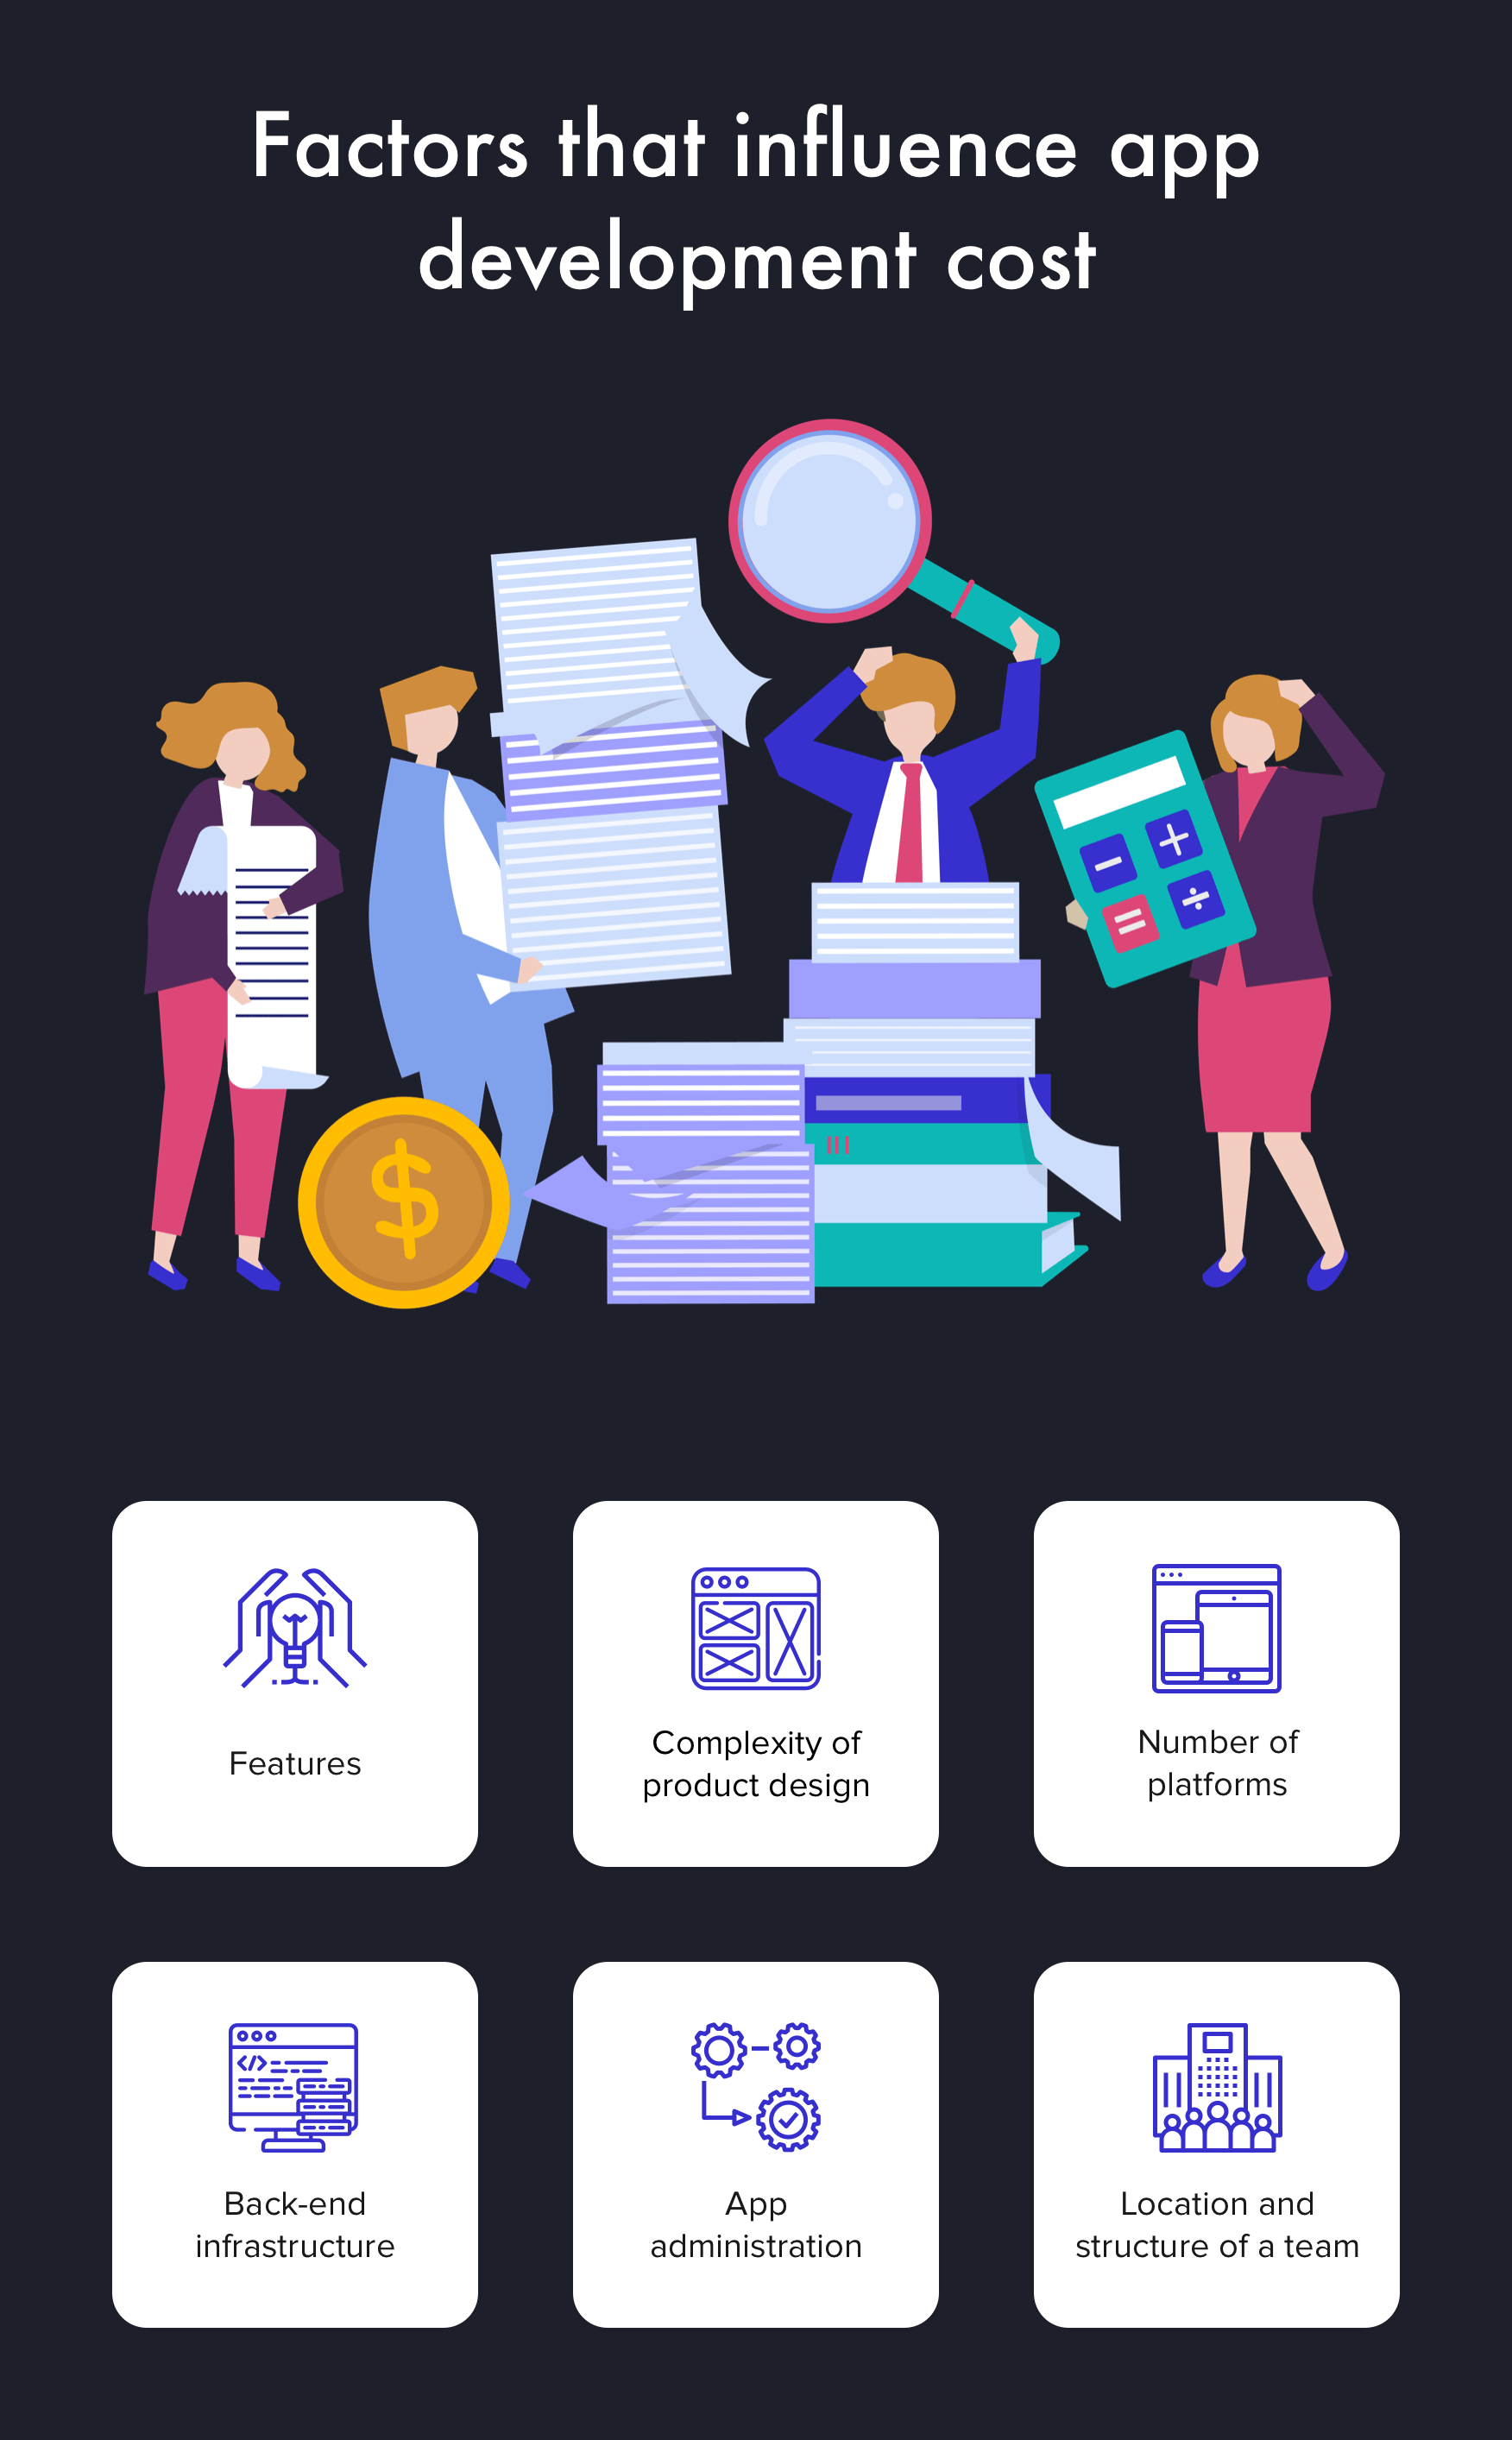 Factors that influence app
development cost
$
Features
Complexity of
product design
Number of
platforms
Back-end
infrastructure
App
administration
Location and
structure of a team